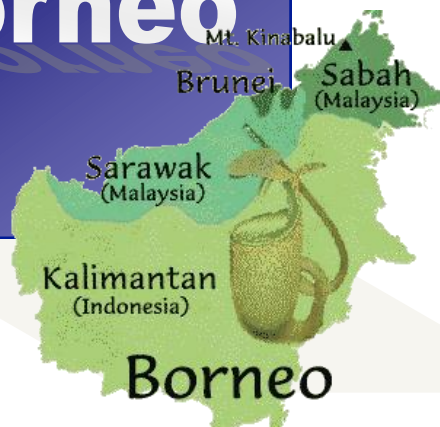 orneo
Mt. Kinabalu
Brunei
Sabah
(Malaysia)
Sarawak
(Malaysia)
Kalimantan
(Indonesia)
Borneo